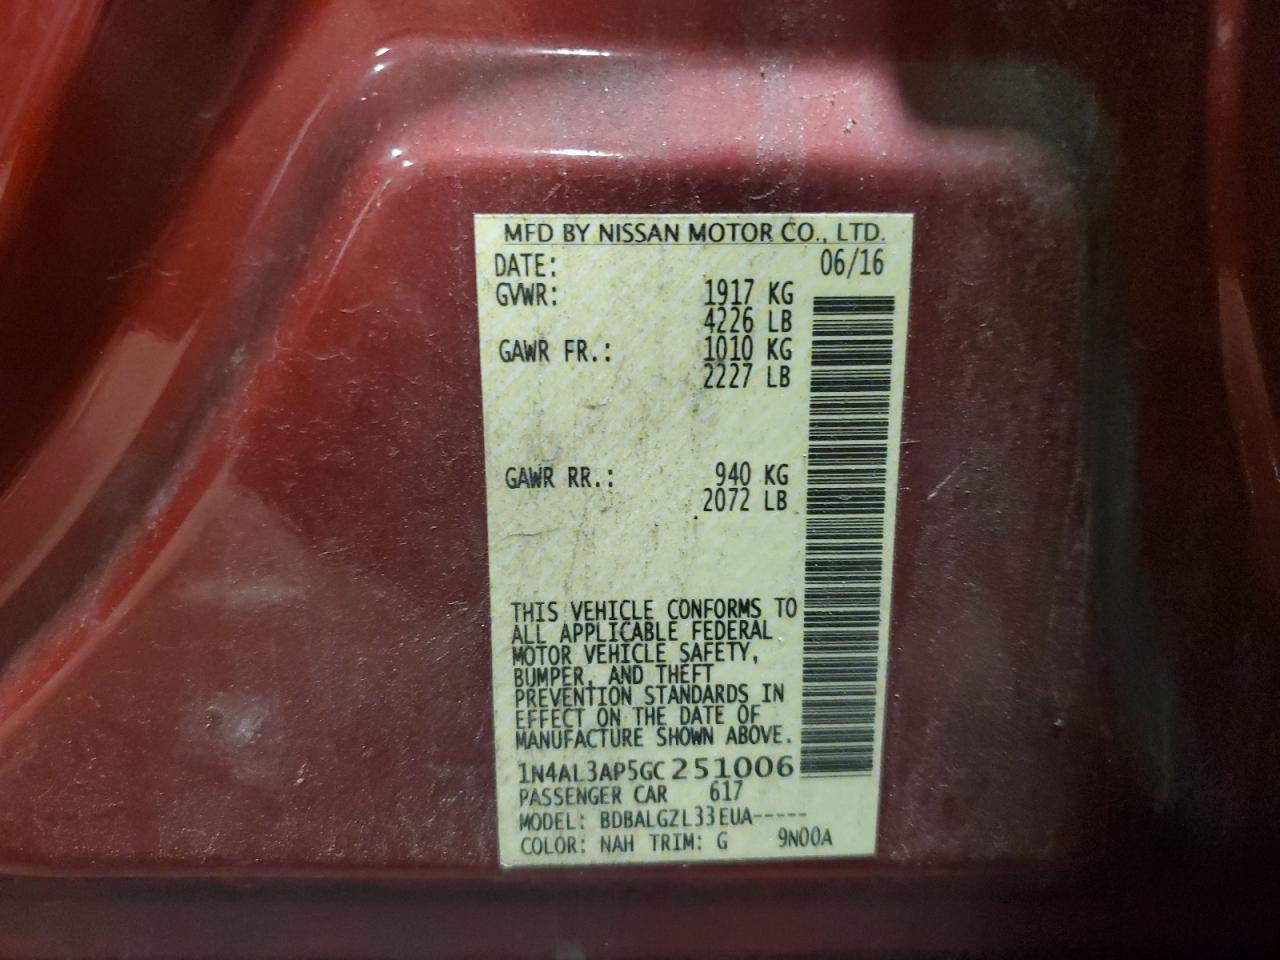 MFD BY NISSAN MOTOR CO., LTD.
DATE: 06/16
GVWR: 1917 KG
4226 LB
GAWR FR.: 1010 KG
2227 LB
GAWR RR.: 940 KG
2072 LB
THIS VEHICLE CONFORMS TO
ALL APPLICABLE FEDERAL
MOTOR VEHICLE SAFETY,
BUMPER, AND THEFT
PREVENTION STANDARDS IN
EFFECT ON THE DATE OF
MANUFACTURE SHOWN ABOVE.
1N4AL3AP5GC251006
PASSENGER CAR 617
MODEL: BDBALGZL33EUA-----
COLOR: NAH TRIM: G 9N00A